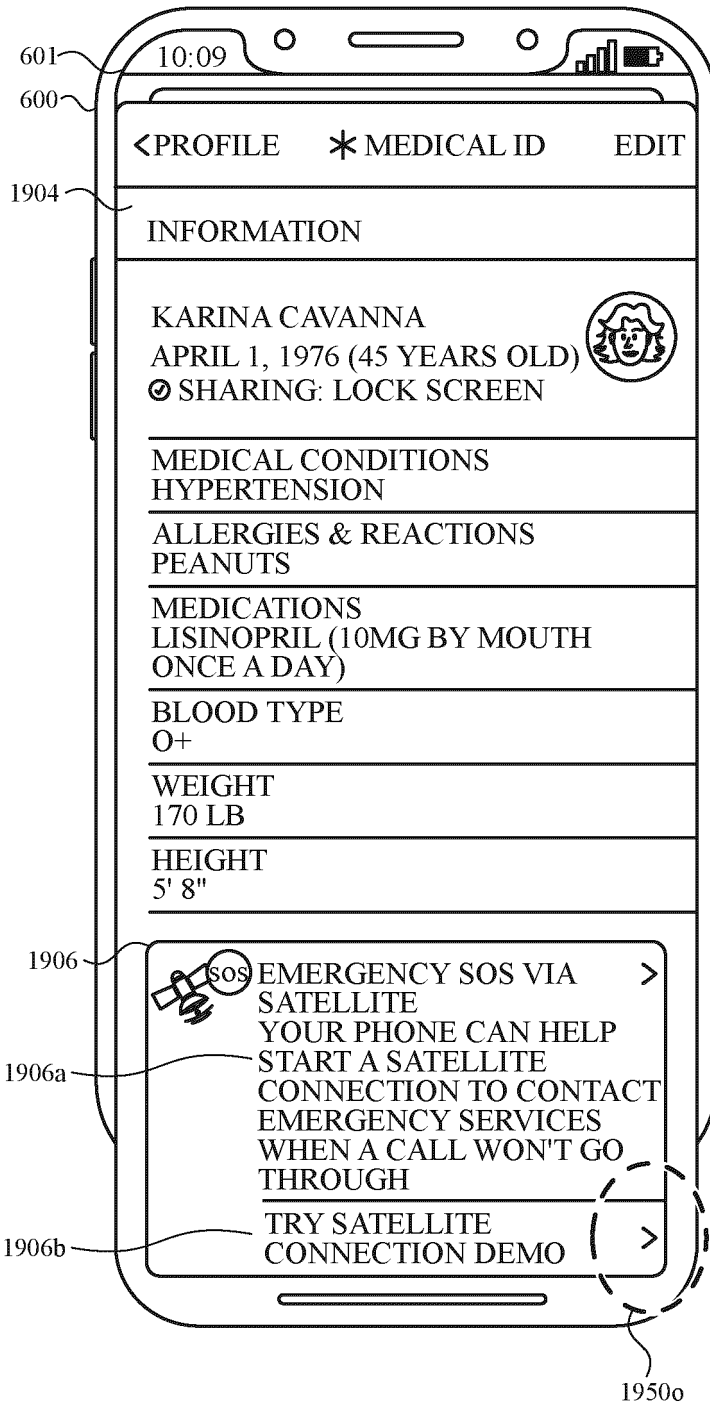 601
10:09
600
<PROFILE * MEDICAL ID EDIT
1904
INFORMATION
KARINA CAVANNA
APRIL 1, 1976 (45 YEARS OLD)
SHARING: LOCK SCREEN
MEDICAL CONDITIONS
HYPERTENSION
ALLERGIES & REACTIONS
PEANUTS
MEDICATIONS
LISINOPRIL (10MG BY MOUTH
ONCE A DAY)
BLOOD TYPE
O+
WEIGHT
170 LB
HEIGHT
5' 8"
1906
SOS
EMERGENCY SOS VIA >
SATELLITE
YOUR PHONE CAN HELP
1906a
START A SATELLITE
CONNECTION TO CONTACT
EMERGENCY SERVICES
WHEN A CALL WON'T GO
THROUGH
TRY SATELLITE >
1906b
CONNECTION DEMO
1950o